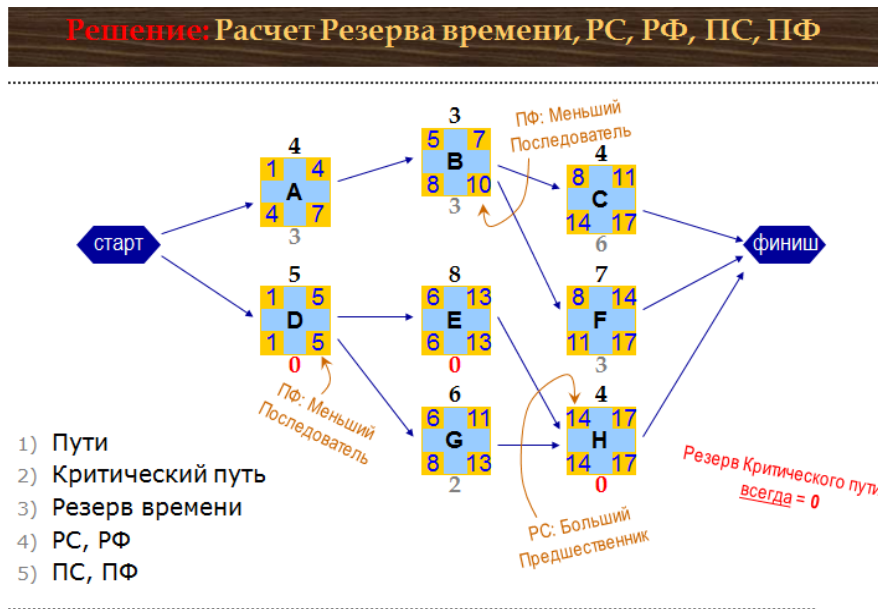 Решение: Расчет Резерва времени, РС, РФ, ПС, ПФ
3
ПФ: Меньший
Последователь
4
5 7
B
8 10
3
4
1 4
A
4 7
3
8 11
C
14 17
6
старт
финиш
5
1 5
D
1 5
0
8
6 13
E
6 13
0
7
8 14
F
11 17
3
ПФ: Меньший
Последователь
6
6 11
G
8 13
2
4
14 17
H
14 17
0
Резерв Критического пути
всегда = 0
РС: Больший
Предшественник
1) Пути
2) Критический путь
3) Резерв времени
4) РС, РФ
5) ПС, ПФ